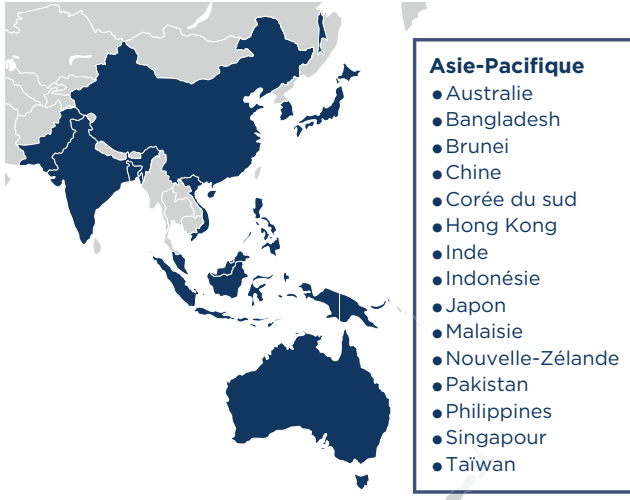 Asie-Pacifique
• Australie
• Bangladesh
• Brunei
• Chine
• Corée du sud
• Hong Kong
• Inde
• Indonésie
• Japon
• Malaisie
• Nouvelle-Zélande
• Pakistan
• Philippines
• Singapour
• Taïwan